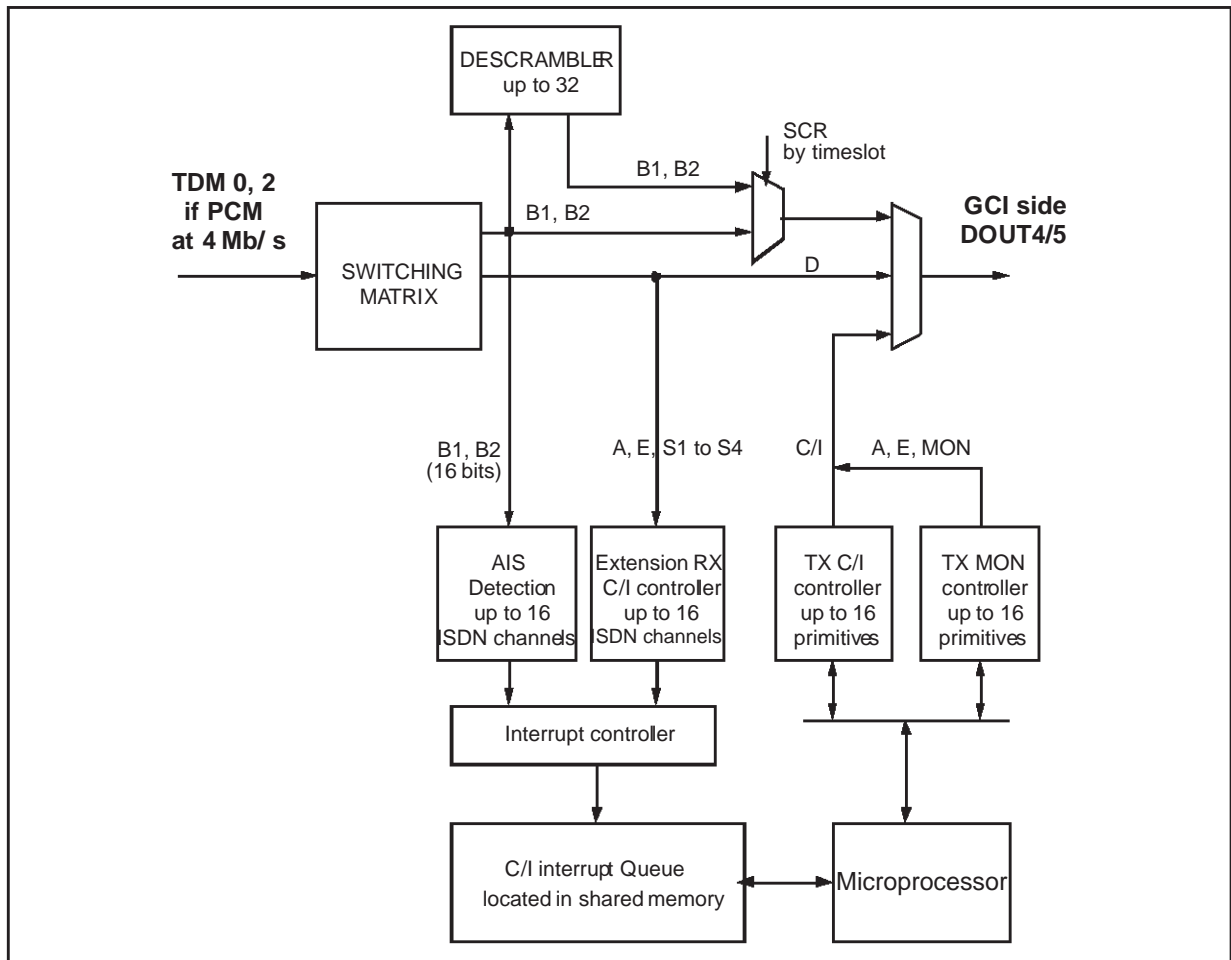 DESCRAMBLER
up to 32
SCR
by timeslot
B1, B2
TDM 0, 2
if PCM
at 4 Mb/ s
B1, B2
GCI side
DOUT4/5
SWITCHING
MATRIX
D
B1, B2
(16 bits)
A, E, S1 to S4
C/I
A, E, MON
AIS
Detection
up to 16
ISDN channels
Extension RX
C/I controller
up to 16
ISDN channels
TX C/I
controller
up to 16
primitives
TX MON
controller
up to 16
primitives
Interrupt controller
C/I interrupt Queue
located in shared memory
Microprocessor